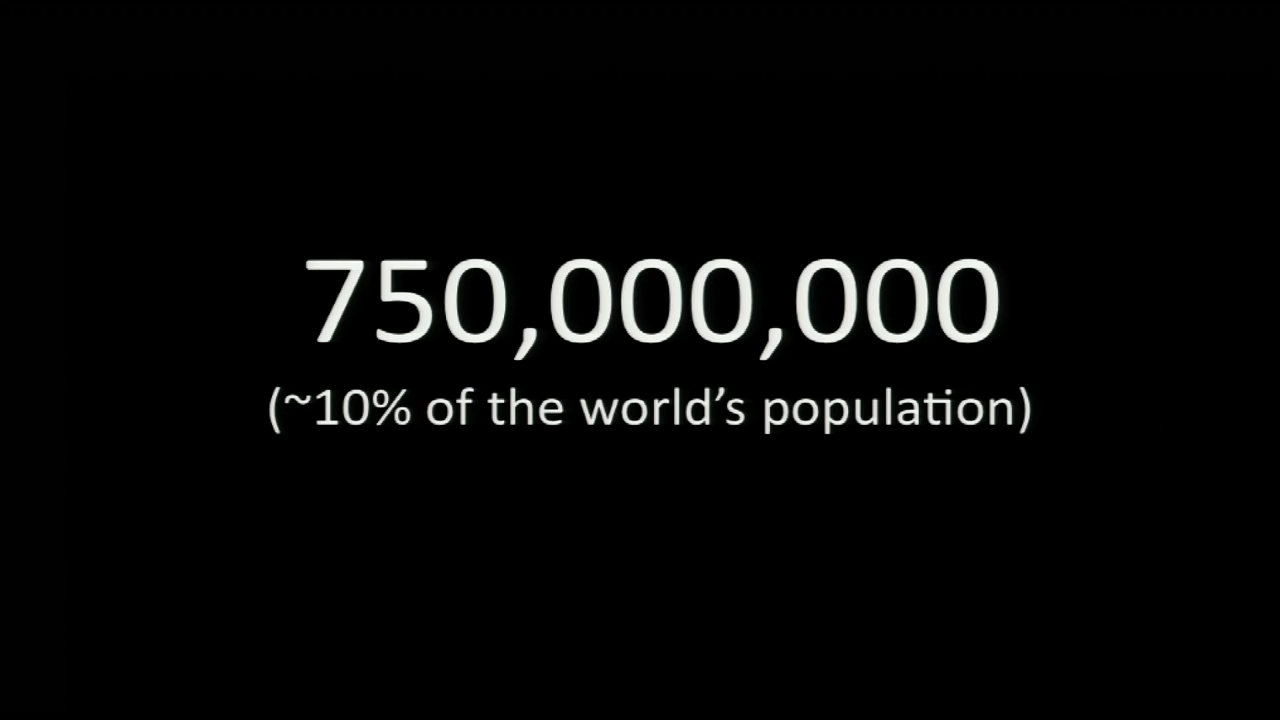 750,000,000
(~10% of the world’s population)